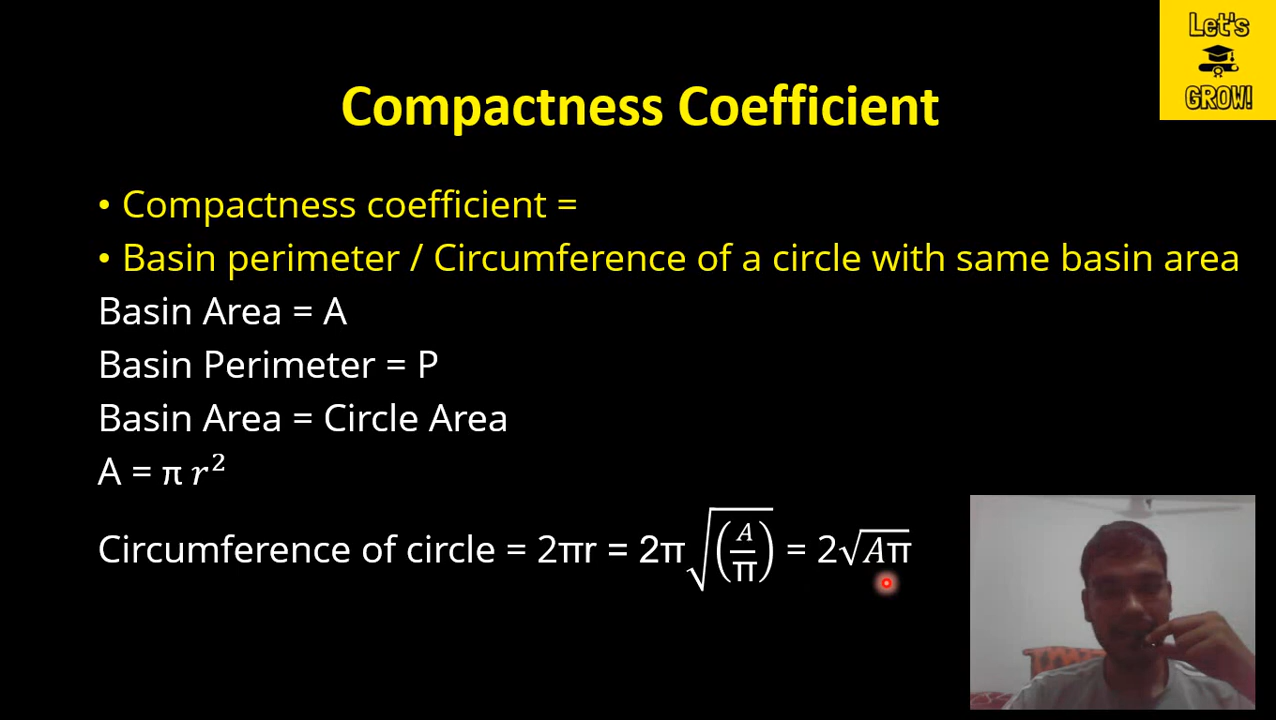 Let's
GROW!
Compactness Coefficient
• Compactness coefficient =
• Basin perimeter / Circumference of a circle with same basin area
Basin Area = A
Basin Perimeter = P
Basin Area = Circle Area
A = π r²
Circumference of circle = 2πr = 2π√(A/π) = 2√Aπ